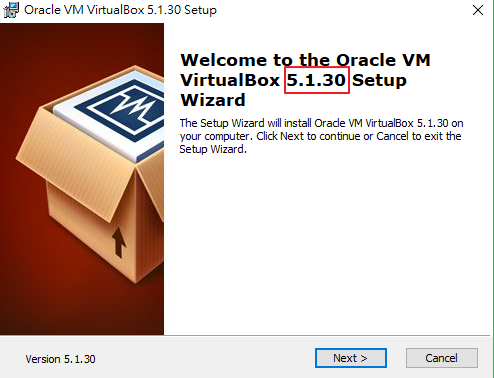 Oracle VM VirtualBox 5.1.30 Setup
Welcome to the Oracle VM
VirtualBox 5.1.30 Setup
Wizard
The Setup Wizard will install Oracle VM VirtualBox 5.1.30 on
your computer. Click Next to continue or Cancel to exit the
Setup Wizard.
Version 5.1.30
Next >
Cancel